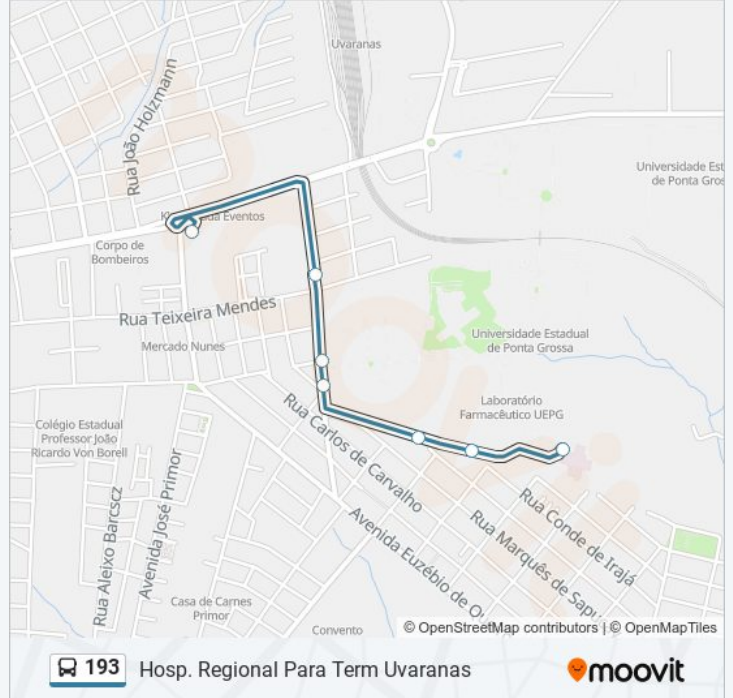 Uvaranas
Rua João Holzmann
Universidade Est
de Ponta Gros
da Eventos
Corpo de
Bombeiros
Rua Teixeira Mendes
Mercado Nunes
Universidade Estadual
de Ponta Grossa
Laboratório
Farmacêutico UEPG
Rua Carlos de Carvalho
Colégio Estadual
Professor João
Ricardo Von Borell
Avenida José Primor
Rua Aleixo Barcscz
Rua Conde de Irajá
Rua Marquês de Sapu
Avenida Euzébio de Qu
Casa de Carnes
Primor
Convento
© OpenStreetMap contributors | © OpenMapTiles
193 Hosp. Regional Para Term Uvaranas
moovit